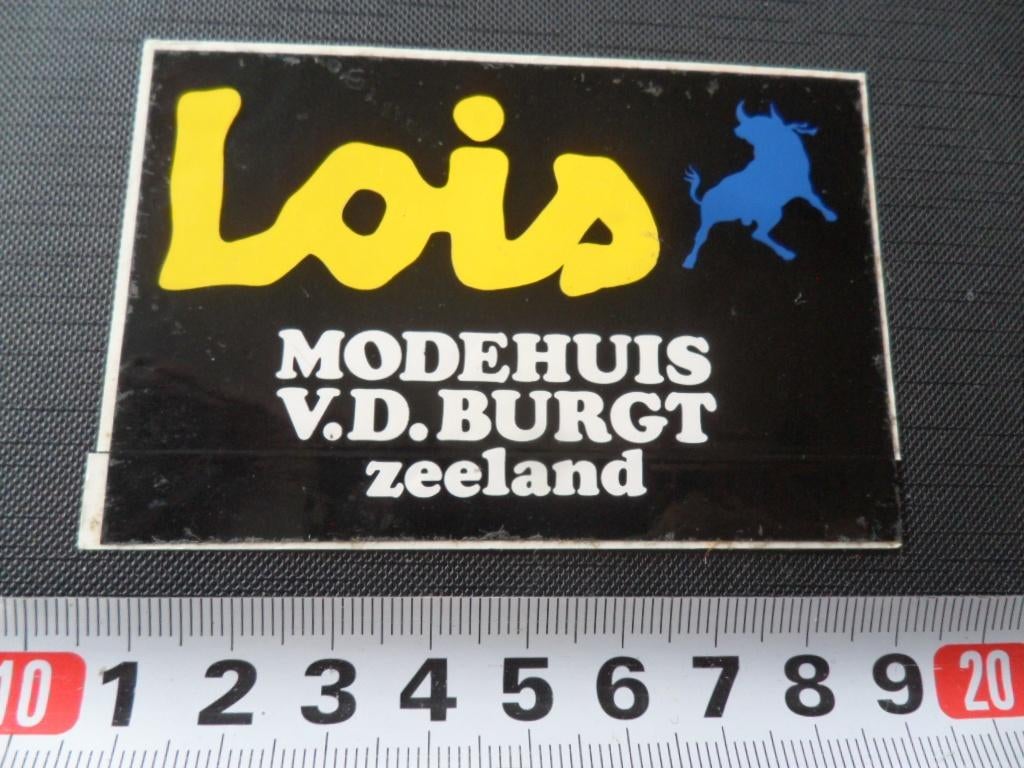 Lois
MODEHUIS
V.D. BURGT
zeeland
10 1 2 3 4 5 6 7 8 9 20